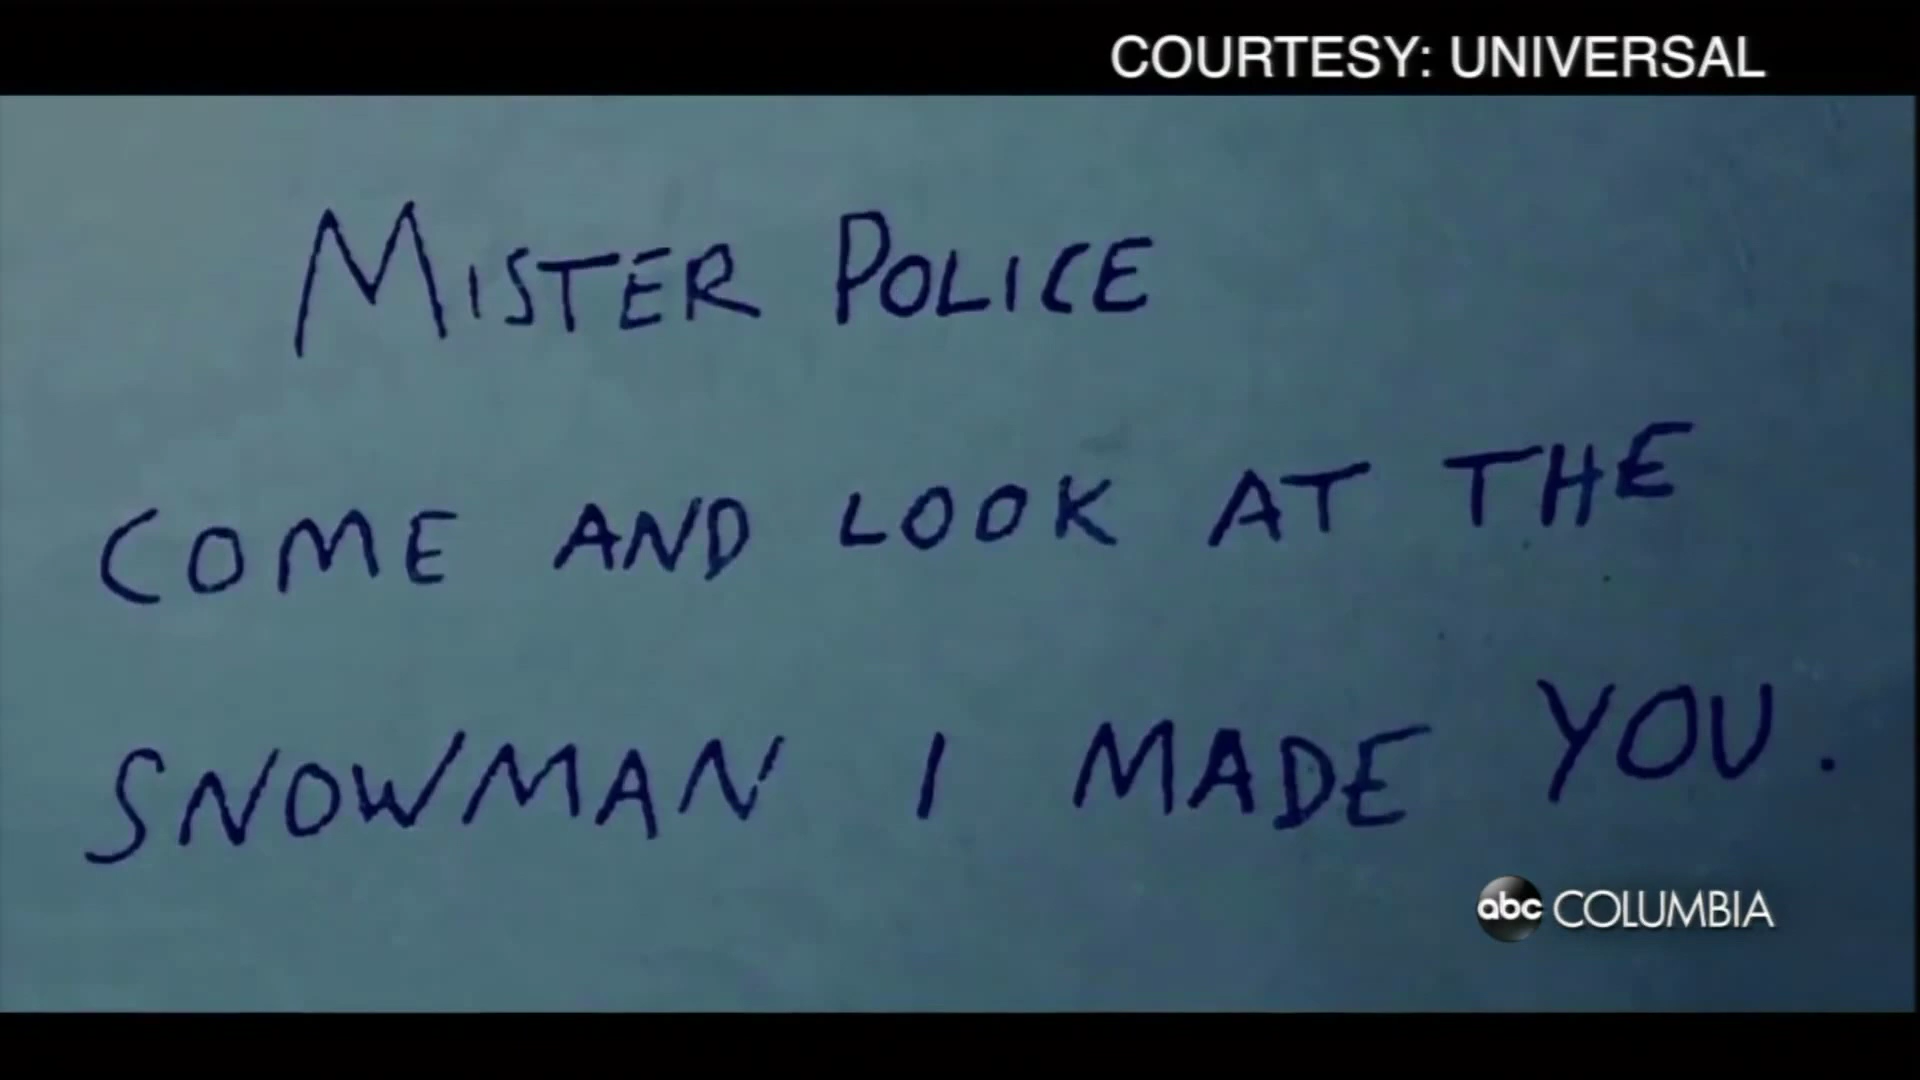 COURTESY: UNIVERSAL
MISTER POLICE
COME AND LOOK AT THE
SNOWMAN I MADE YOU.
abc COLUMBIA